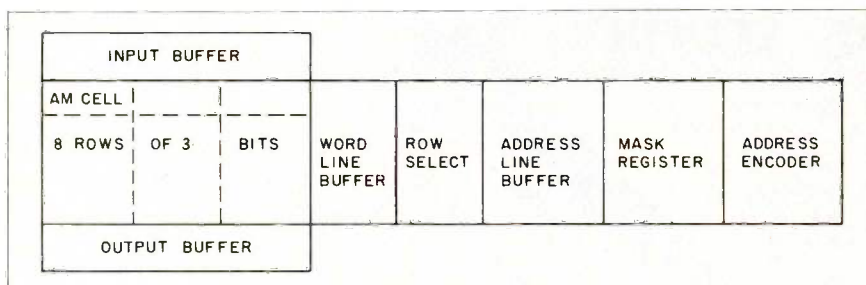 INPUT BUFFER
AM CELL
8 ROWS OF 3 BITS
WORD LINE BUFFER
ROW SELECT
ADDRESS LINE BUFFER
MASK REGISTER
ADDRESS ENCODER
OUTPUT BUFFER